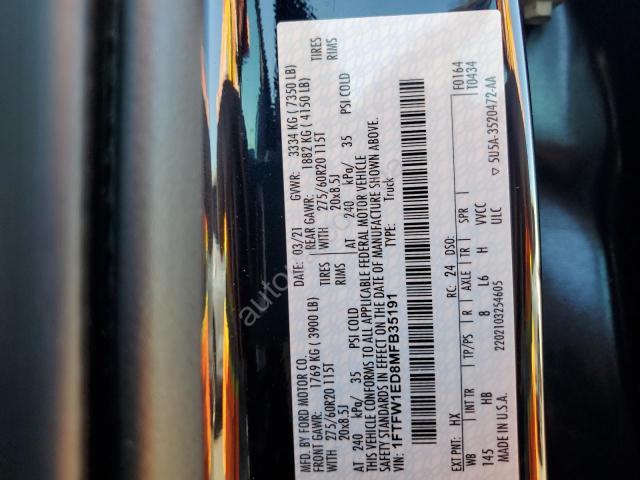 MFD. BY FORD MOTOR CO.
DATE: 03/21
GVWR: 3334 KG ( 7350 LB)
FRONT GAWR: 1769 KG ( 3900 LB)
REAR GAWR: 1882 KG ( 4150 LB)
275/60R20 115T WITH TIRES
275/60R20 115T WITH TIRES
20x8.5J RIMS
20x8.5J RIMS
AT 240 kPa/ 35 PSI COLD
AT 240 kPa/ 35 PSI COLD
THIS VEHICLE CONFORMS TO ALL APPLICABLE FEDERAL MOTOR VEHICLE
SAFETY STANDARDS IN EFFECT ON THE DATE OF MANUFACTURE SHOWN ABOVE.
VIN: 1FTFW1ED8MFB35191
TYPE: Truck
F0164
T0434
EXT PNT: HX RC: 24 DSO:
WB INT TR TP/PS R AXLE TR SPR
145 HB 8 L6 H VVCC
MADE IN U.S.A. 2202103254605 ULC
5U5A-3520472-AA